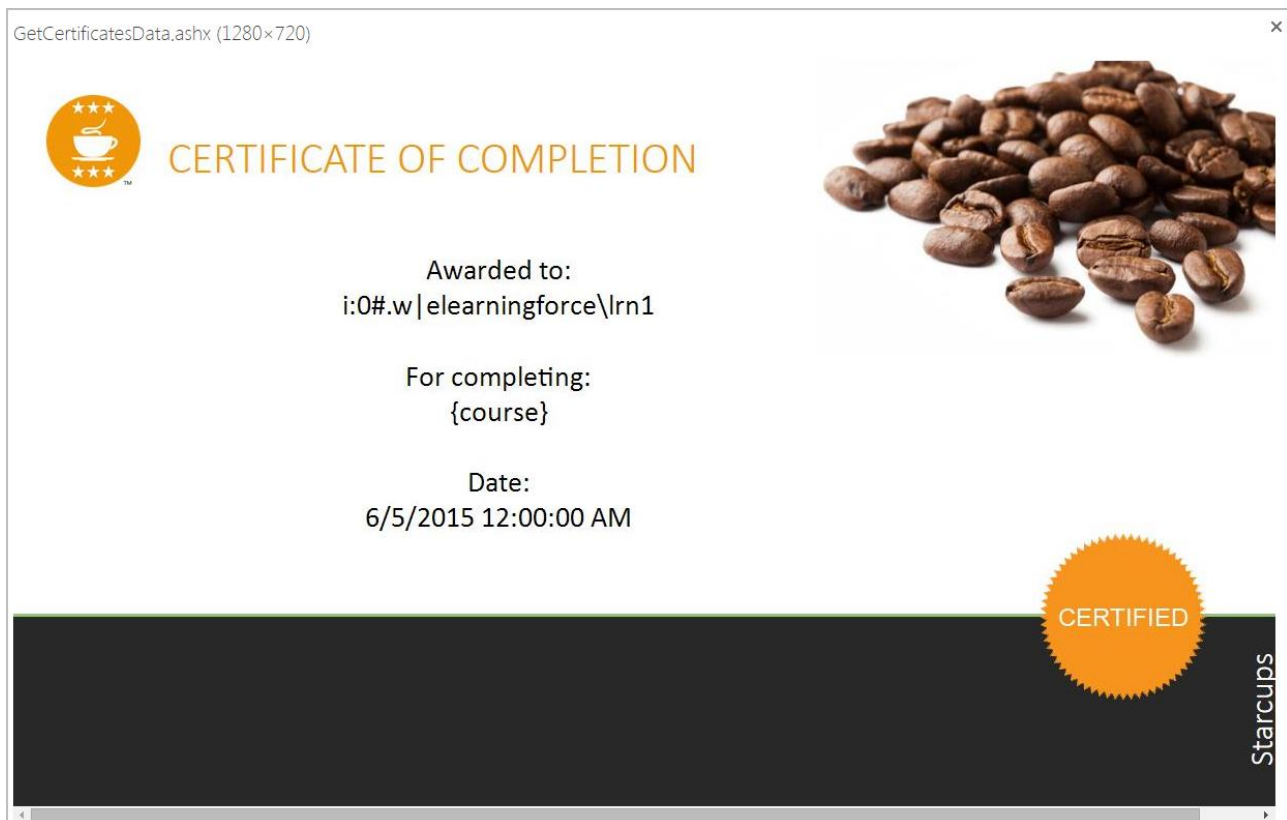 GetCertificatesData.ashx (1280×720)
×
TM
CERTIFICATE OF COMPLETION
Awarded to:
i:0#.w|elearningforce\lrn1
For completing:
{course}
Date:
6/5/2015 12:00:00 AM
CERTIFIED
Starcups